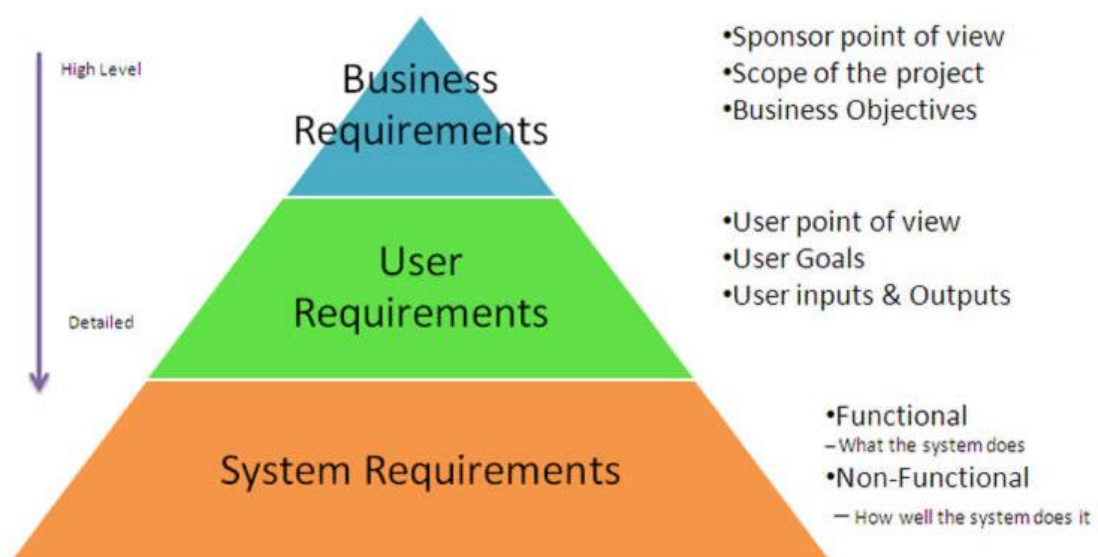 High Level
Business
Requirements
•Sponsor point of view
•Scope of the project
•Business Objectives
User
Requirements
•User point of view
•User Goals
•User inputs & Outputs
Detailed
System Requirements
•Functional
–What the system does
•Non-Functional
– How well the system does it